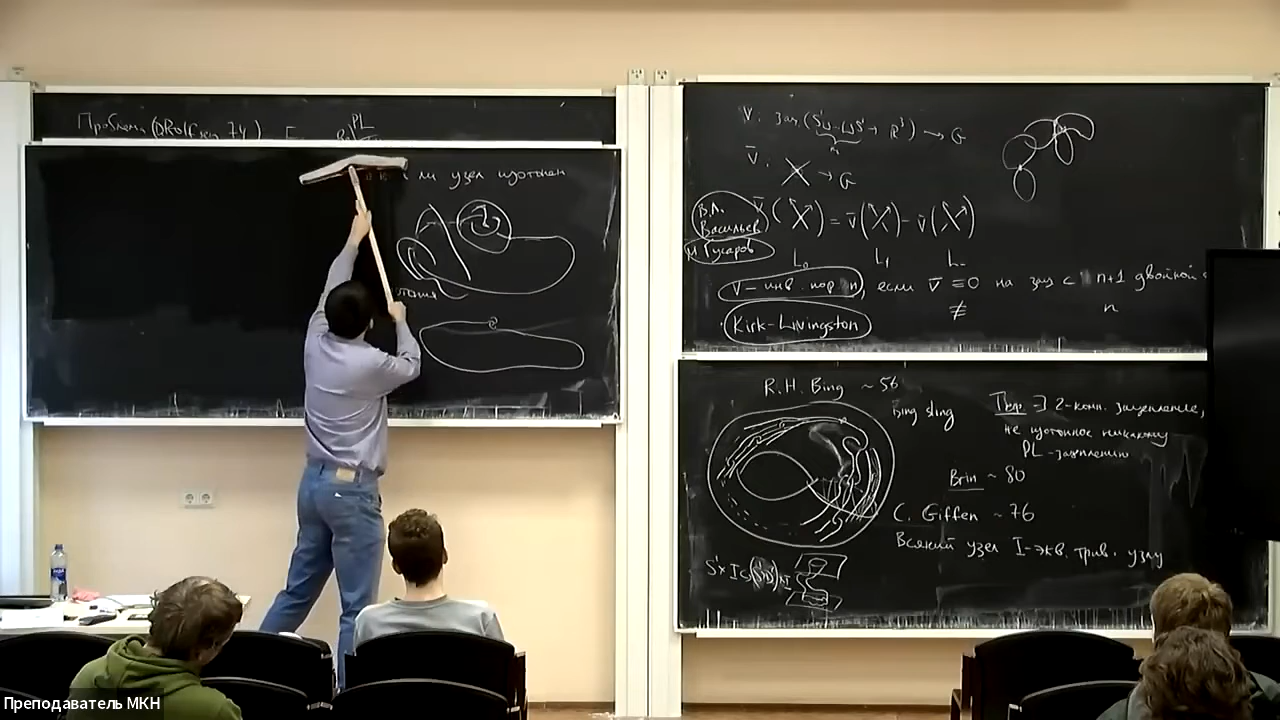 Проблема (D. Rolfsen 74)
PL
ли узел изотопен
V: зац. (S¹⊔...⊔S¹ → ℝ³) → G
V̄: → G
В.А. Васильев
М. Гусаров
V̄( ) = V̄( ) - V̄( )
L₀ L₊ L₋
V - инв. пор. n, если V̄ ≡ 0 на зац с n+1 двойной
≢ n
Kirk-Livingston
R.H. Bing ~ 56
Bing sling
∃ 2-комп. зацепление,
не изотопное никакому
PL-зацеплению
Brin ~ 80
C. Giffen ~ 76
Всякий узел I-экв. трив. узлу
Преподаватель МКН